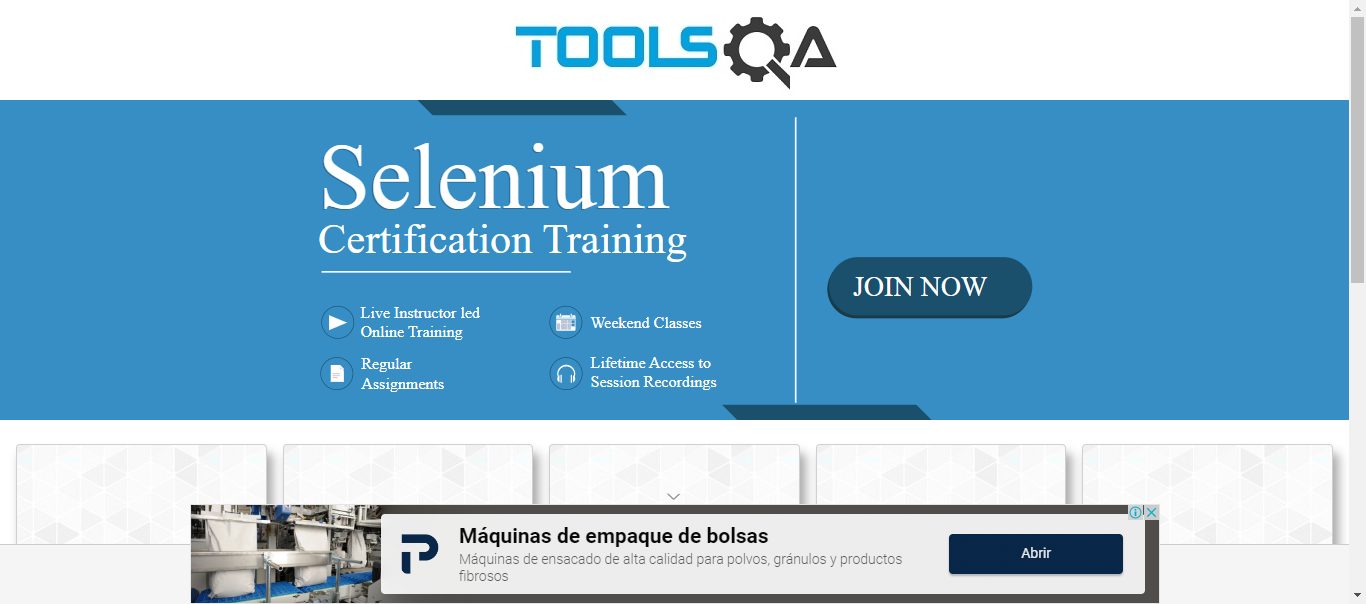 TOOLSQA
Selenium
Certification Training
JOIN NOW
Live Instructor led
Online Training
Weekend Classes
Regular
Assignments
Lifetime Access to
Session Recordings
Máquinas de empaque de bolsas
Máquinas de ensacado de alta calidad para polvos, gránulos y productos
fibrosos
Abrir